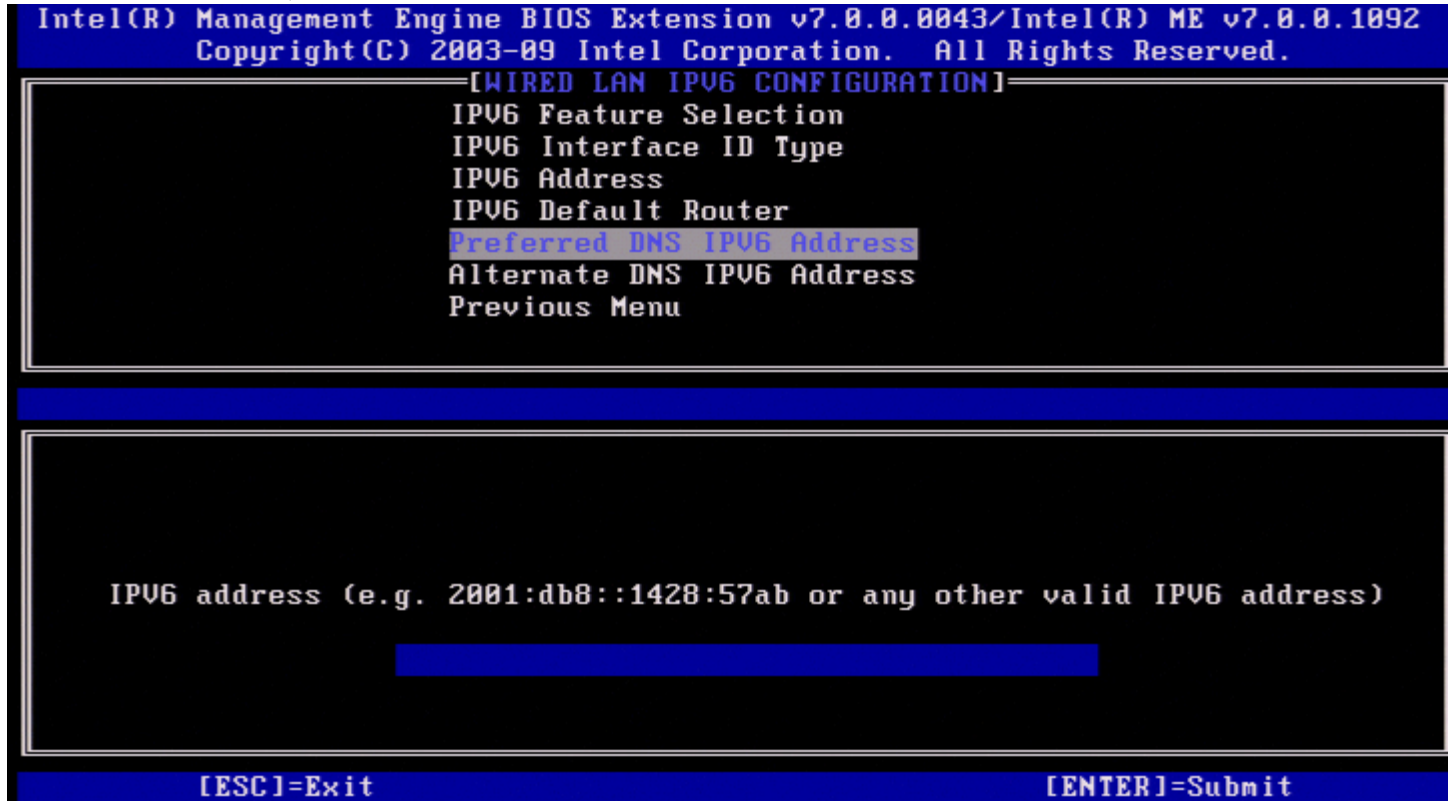 Intel(R) Management Engine BIOS Extension v7.0.0.0043/Intel(R) ME v7.0.0.1092
Copyright(C) 2003-09 Intel Corporation. All Rights Reserved.
[WIRED LAN IPV6 CONFIGURATION]
IPV6 Feature Selection
IPV6 Interface ID Type
IPV6 Address
IPV6 Default Router
Preferred DNS IPV6 Address
Alternate DNS IPV6 Address
Previous Menu
IPV6 address (e.g. 2001:db8::1428:57ab or any other valid IPV6 address)
[ESC]=Exit [ENTER]=Submit